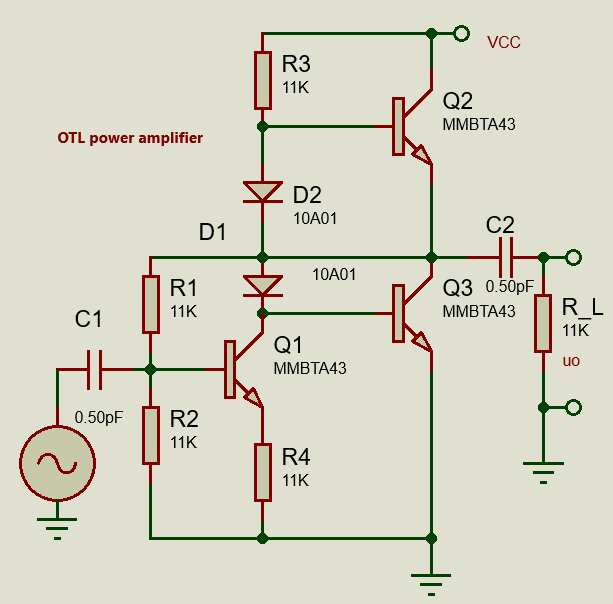 R3
11K
VCC
Q2
MMBTA43
OTL power amplifier
D2
10A01
D1
C2
10A01
0.50pF
R1
11K
Q3
MMBTA43
R_L
11K
C1
Q1
MMBTA43
uo
0.50pF
R2
11K
R4
11K